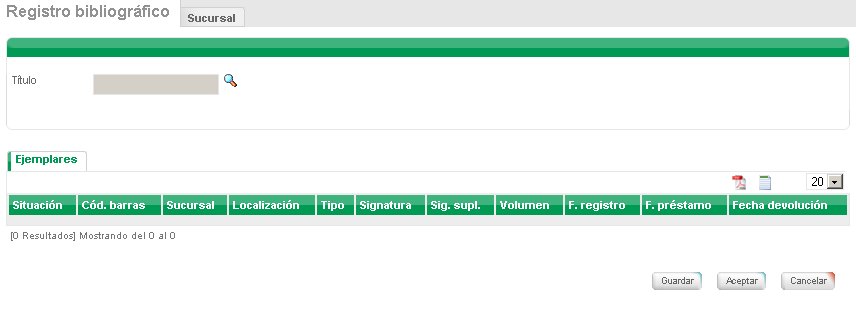 Registro bibliográfico Sucursal
Título
Ejemplares
20
Situación Cód. barras Sucursal Localización Tipo Signatura Sig. supl. Volumen F. registro F. préstamo Fecha devolución
[0 Resultados] Mostrando del 0 al 0
Guardar Aceptar Cancelar